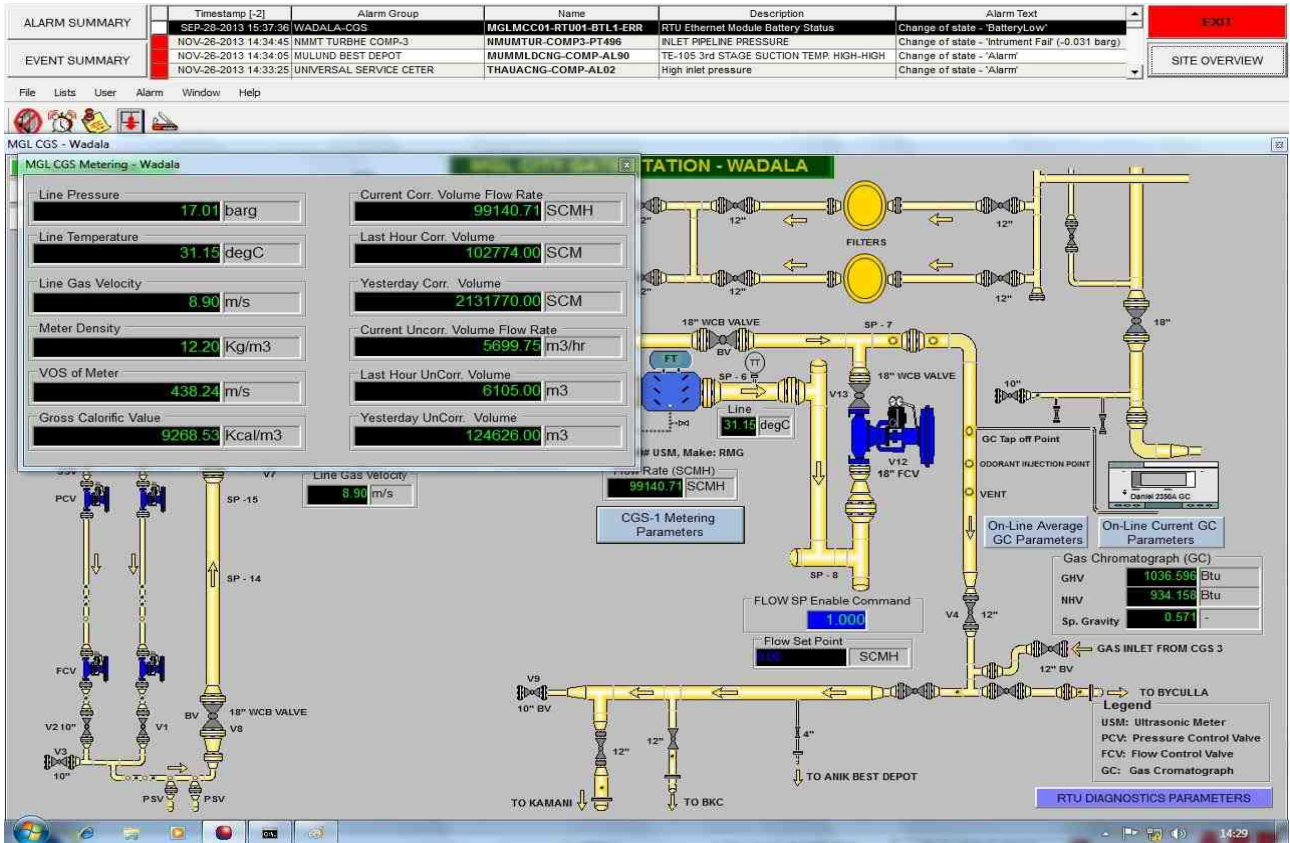 ALARM SUMMARY
EVENT SUMMARY
Timestamp [-2] Alarm Group Name Description Alarm Text
SEP-28-2013 15:37:36 WADALA-CGS MGLMCC01-RTU01-BTL1-ERR RTU Ethernet Module Battery Status Change of state - 'BatteryLow'
NOV-26-2013 14:34:45 NMMT TURBHE COMP-3 NMUMTUR-COMP3-PT496 INLET PIPELINE PRESSURE Change of state - 'Intrument Fail' (-0.031 barg)
NOV-26-2013 14:34:05 MULUND BEST DEPOT MUMMLDCNG-COMP-AL90 TE-105 3rd STAGE SUCTION TEMP. HIGH-HIGH Change of state - 'Alarm'
NOV-26-2013 14:33:25 UNIVERSAL SERVICE CETER THAUACNG-COMP-AL02 High inlet pressure Change of state - 'Alarm'
EXIT
SITE OVERVIEW
File Lists User Alarm Window Help
MGL CGS - Wadala
MGL CGS Metering - Wadala
TATION - WADALA
Line Pressure
17.01 barg
Line Temperature
31.15 degC
Line Gas Velocity
8.90 m/s
Meter Density
12.20 Kg/m3
VOS of Meter
438.24 m/s
Gross Calorific Value
9268.53 Kcal/m3
Current Corr. Volume Flow Rate
99140.71 SCMH
Last Hour Corr. Volume
102774.00 SCM
Yesterday Corr. Volume
2131770.00 SCM
Current Uncorr. Volume Flow Rate
5699.75 m3/hr
Last Hour UnCorr. Volume
6105.00 m3
Yesterday UnCorr. Volume
124626.00 m3
2"
12"
12"
FILTERS
2"
12"
12"
18"
18" WCB VALVE
BV
SP - 7
FT
SP - 6
TT
V13
18" WCB VALVE
10"
Line
31.15 degC
V12
18" FCV
GC Tap off Point
ODORANT INJECTION POINT
VENT
Daniel 2350A GC
# USM, Make: RMG
Flow Rate (SCMH)
99140.71 SCMH
CGS-1 Metering
Parameters
V7
Line Gas Velocity
8.90 m/s
PCV
SP -15
SP - 14
SP - 8
On-Line Average
GC Parameters
On-Line Current GC
Parameters
Gas Chromatograph (GC)
GHV 1036.596 Btu
NHV 934.158 Btu
Sp. Gravity 0.571 -
FLOW SP Enable Command
1.000
Flow Set Point
0.00 SCMH
V4
12"
GAS INLET FROM CGS 3
12" BV
FCV
V2 10"
V1
BV
18" WCB VALVE
V8
V3
10"
PSV
PSV
V9
10" BV
12"
12"
4"
TO BYCULLA
TO ANIK BEST DEPOT
TO KAMANI
TO BKC
Legend
USM: Ultrasonic Meter
PCV: Pressure Control Valve
FCV: Flow Control Valve
GC: Gas Cromatograph
RTU DIAGNOSTICS PARAMETERS
14:29